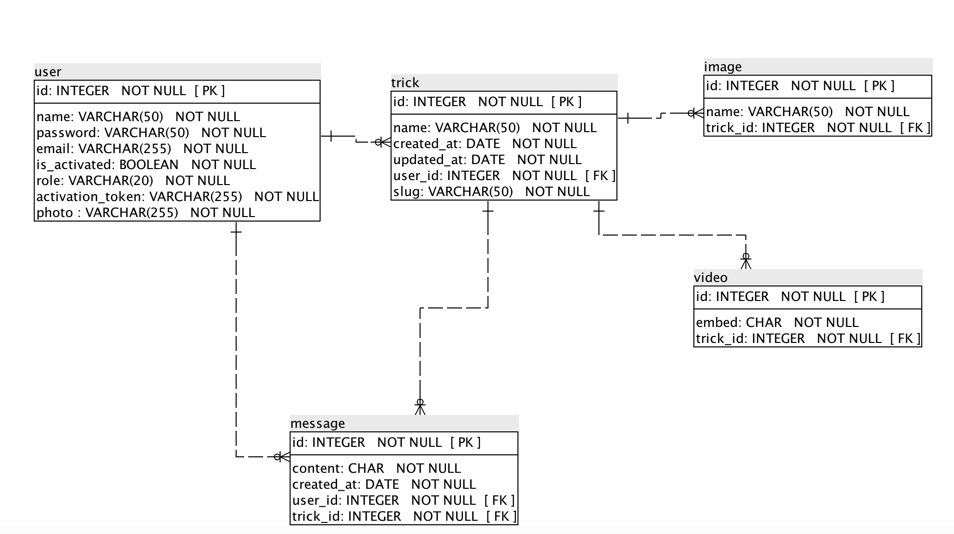 user
id: INTEGER NOT NULL [ PK ]
name: VARCHAR(50) NOT NULL
password: VARCHAR(50) NOT NULL
email: VARCHAR(255) NOT NULL
is_activated: BOOLEAN NOT NULL
role: VARCHAR(20) NOT NULL
activation_token: VARCHAR(255) NOT NULL
photo : VARCHAR(255) NOT NULL
trick
id: INTEGER NOT NULL [ PK ]
name: VARCHAR(50) NOT NULL
created_at: DATE NOT NULL
updated_at: DATE NOT NULL
user_id: INTEGER NOT NULL [ FK ]
slug: VARCHAR(50) NOT NULL
image
id: INTEGER NOT NULL [ PK ]
name: VARCHAR(50) NOT NULL
trick_id: INTEGER NOT NULL [ FK ]
video
id: INTEGER NOT NULL [ PK ]
embed: CHAR NOT NULL
trick_id: INTEGER NOT NULL [ FK ]
message
id: INTEGER NOT NULL [ PK ]
content: CHAR NOT NULL
created_at: DATE NOT NULL
user_id: INTEGER NOT NULL [ FK ]
trick_id: INTEGER NOT NULL [ FK ]